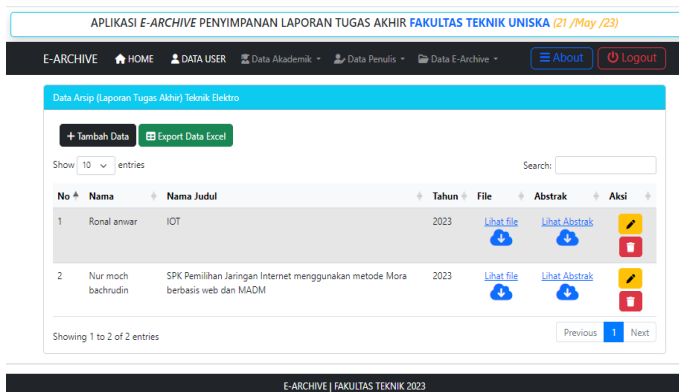 APLIKASI E-ARCHIVE PENYIMPANAN LAPORAN TUGAS AKHIR FAKULTAS TEKNIK UNISKA (21 /May /23)
E-ARCHIVE HOME DATA USER Data Akademik Data Penulis Data E-Archive About Logout
Data Arsip (Laporan Tugas Akhir) Teknik Elektro
Tambah Data Export Data Excel
Show 10 entries Search:
No Nama Nama Judul Tahun File Abstrak Aksi
1 Ronal anwar IOT 2023 Lihat file Lihat Abstrak
2 Nur moch SPK Pemilihan Jaringan Internet menggunakan metode Mora 2023 Lihat file Lihat Abstrak
bachrudin berbasis web dan MADM
Showing 1 to 2 of 2 entries Previous 1 Next
E-ARCHIVE | FAKULTAS TEKNIK 2023